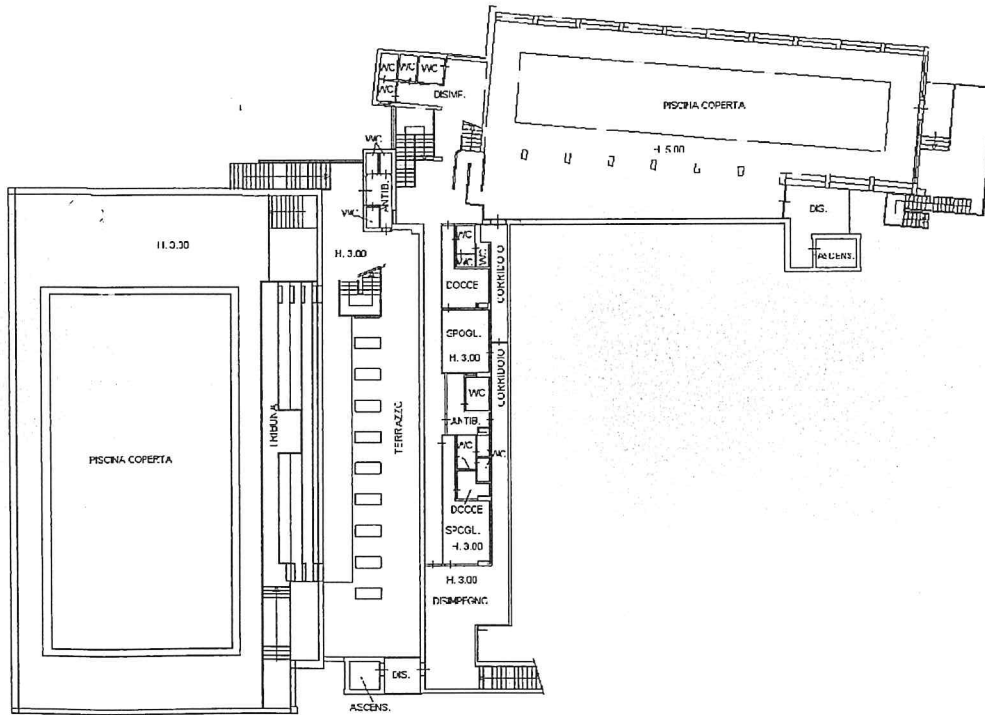 WC WC WC
WC
DISIMP.
PISCINA COPERTA
H. 5.00
WC
ANTIB.
WC
DIS.
ASCENS.
H. 3.00
H. 3.00
WC
WC
WC
CORRIDOIO
DOCCE
SPOGL.
H. 3.00
CORRIDOIO
WC
ANTIB.
TRIBUNA
TERRAZZO
WC
WC
PISCINA COPERTA
DOCCE
SPOGL.
H. 3.00
H. 3.00
DISIMPEGNO
DIS.
ASCENS.